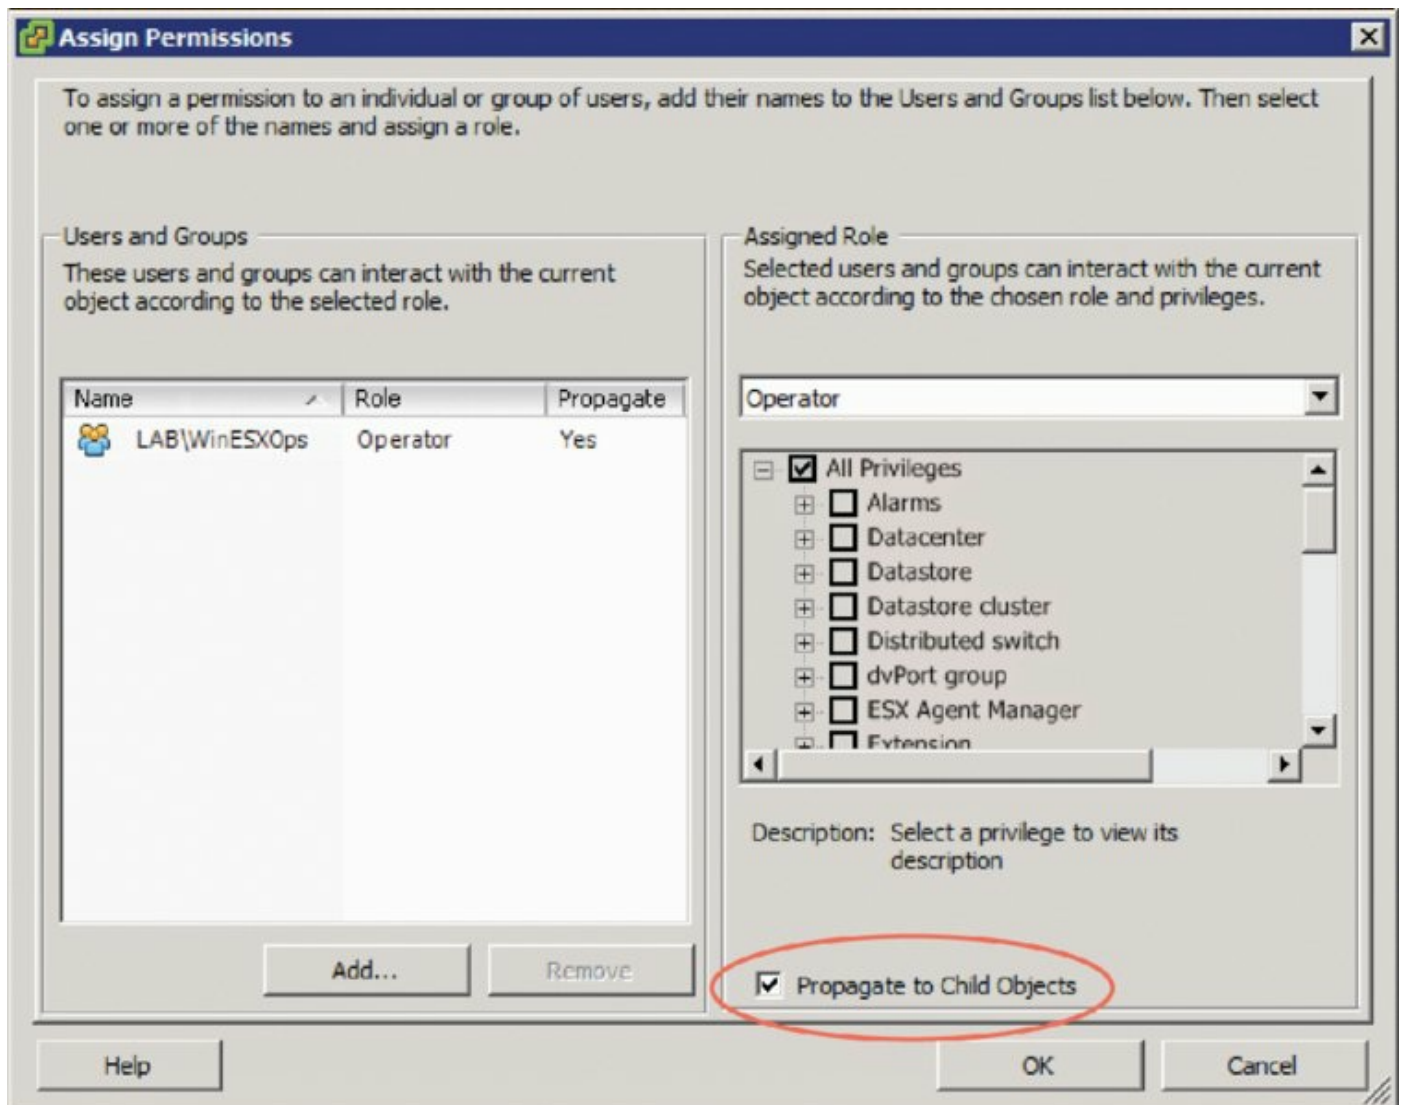 Assign Permissions
To assign a permission to an individual or group of users, add their names to the Users and Groups list below. Then select
one or more of the names and assign a role.
Users and Groups
These users and groups can interact with the current
object according to the selected role.
Name Role Propagate
LAB\WinESXOps Operator Yes
Add...
Remove
Assigned Role
Selected users and groups can interact with the current
object according to the chosen role and privileges.
Operator
All Privileges
Alarms
Datacenter
Datastore
Datastore cluster
Distributed switch
dvPort group
ESX Agent Manager
Extension
Description: Select a privilege to view its
description
Propagate to Child Objects
Help
OK
Cancel